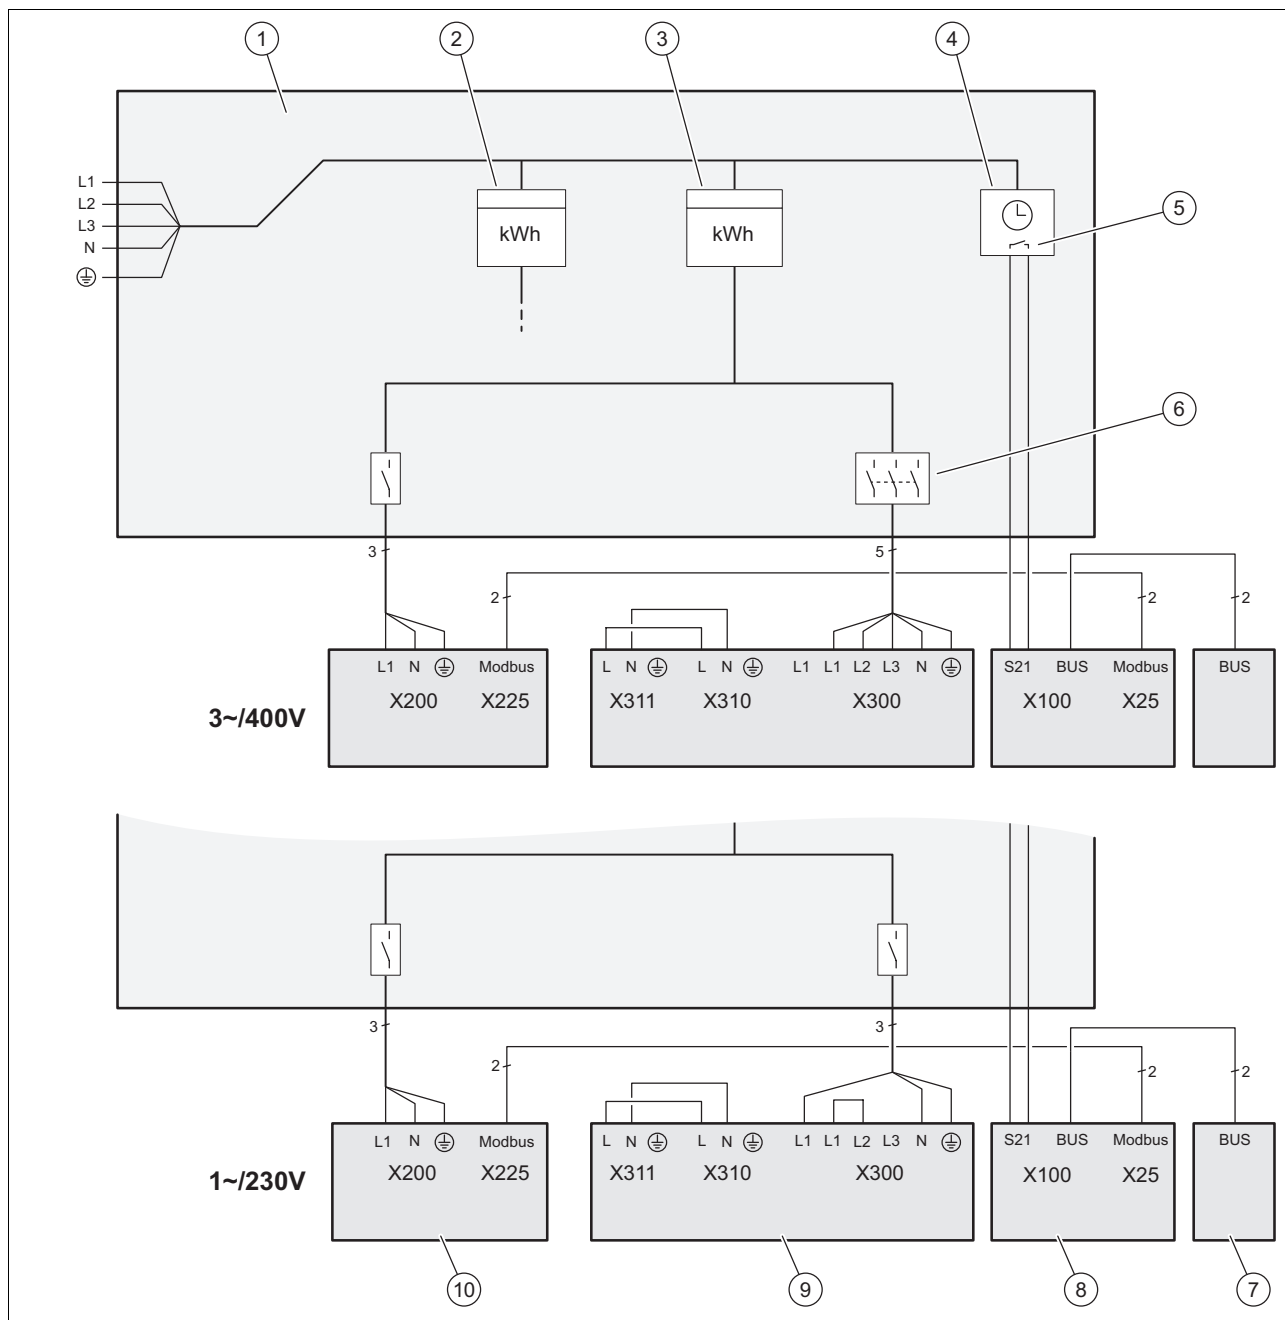 1 2 3 4
L1
L2
L3
N
kWh kWh
5
6
3 5
2 2 2
L1 N Modbus L N L N L1 L1 L2 L3 N S21 BUS Modbus BUS
X200 X225 X311 X310 X300 X100 X25
3~/400V
3 3
2 2 2
L1 N Modbus L N L N L1 L1 L2 L3 N S21 BUS Modbus BUS
X200 X225 X311 X310 X300 X100 X25
1~/230V
10 9 8 7